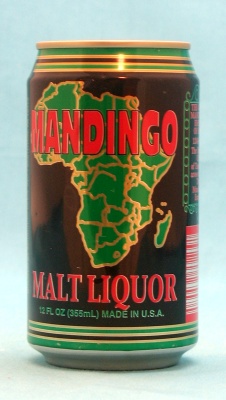 MANDINGO
MALT LIQUOR
12 FL OZ (355mL) MADE IN U.S.A.